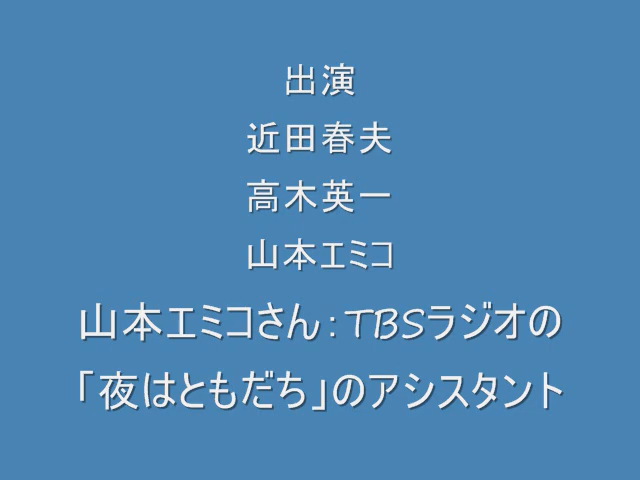 出演
近田春夫
高木英一
山本エミコ
山本エミコさん：TBSラジオの
「夜はともだち」のアシスタント